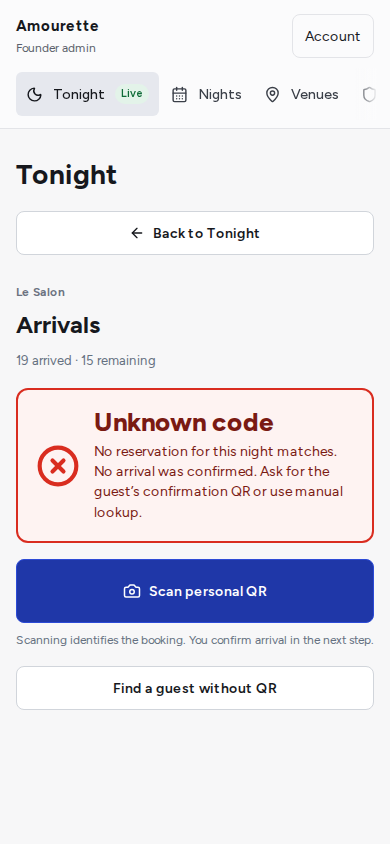 Amourette
Founder admin
Account
Tonight Live Nights Venues
Tonight
Back to Tonight
Le Salon
Arrivals
19 arrived · 15 remaining
Unknown code
No reservation for this night matches.
No arrival was confirmed. Ask for the
guest’s confirmation QR or use manual
lookup.
Scan personal QR
Scanning identifies the booking. You confirm arrival in the next step.
Find a guest without QR